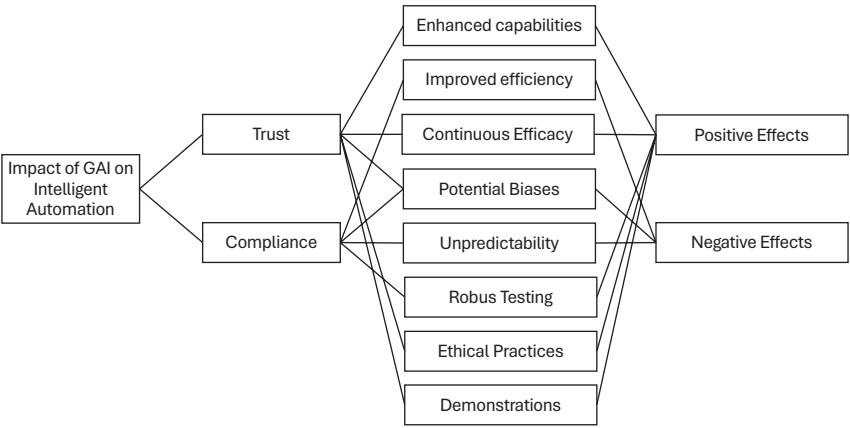 Impact of GAI on
Intelligent
Automation
Trust
Compliance
Enhanced capabilities
Improved efficiency
Continuous Efficacy
Potential Biases
Unpredictability
Robus Testing
Ethical Practices
Demonstrations
Positive Effects
Negative Effects